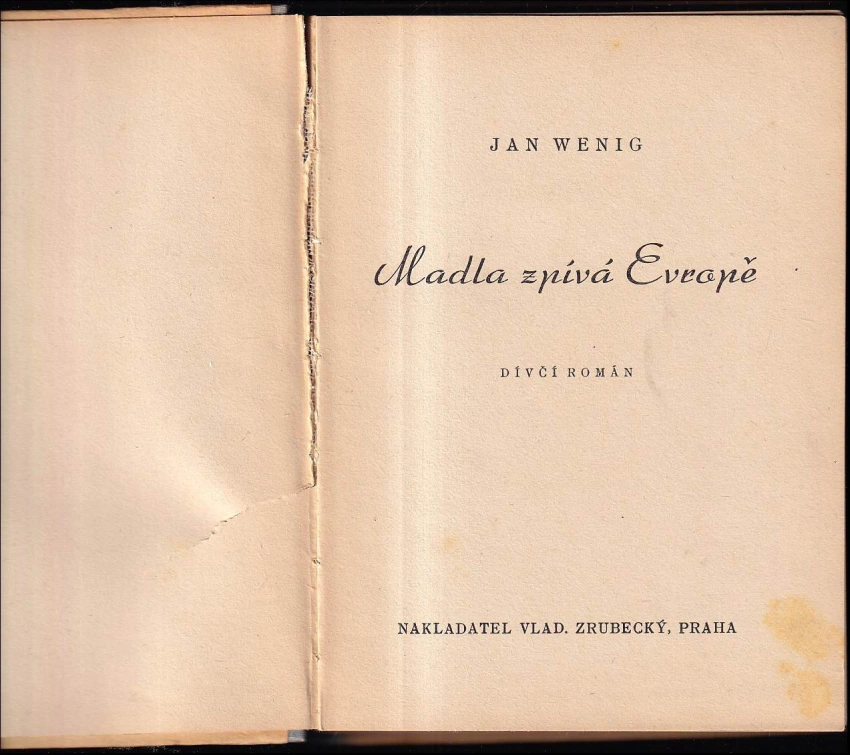 JAN WENIG
Madla zpívá Evropě
DÍVČÍ ROMÁN
NAKLADATEL VLAD. ZRUBECKÝ, PRAHA